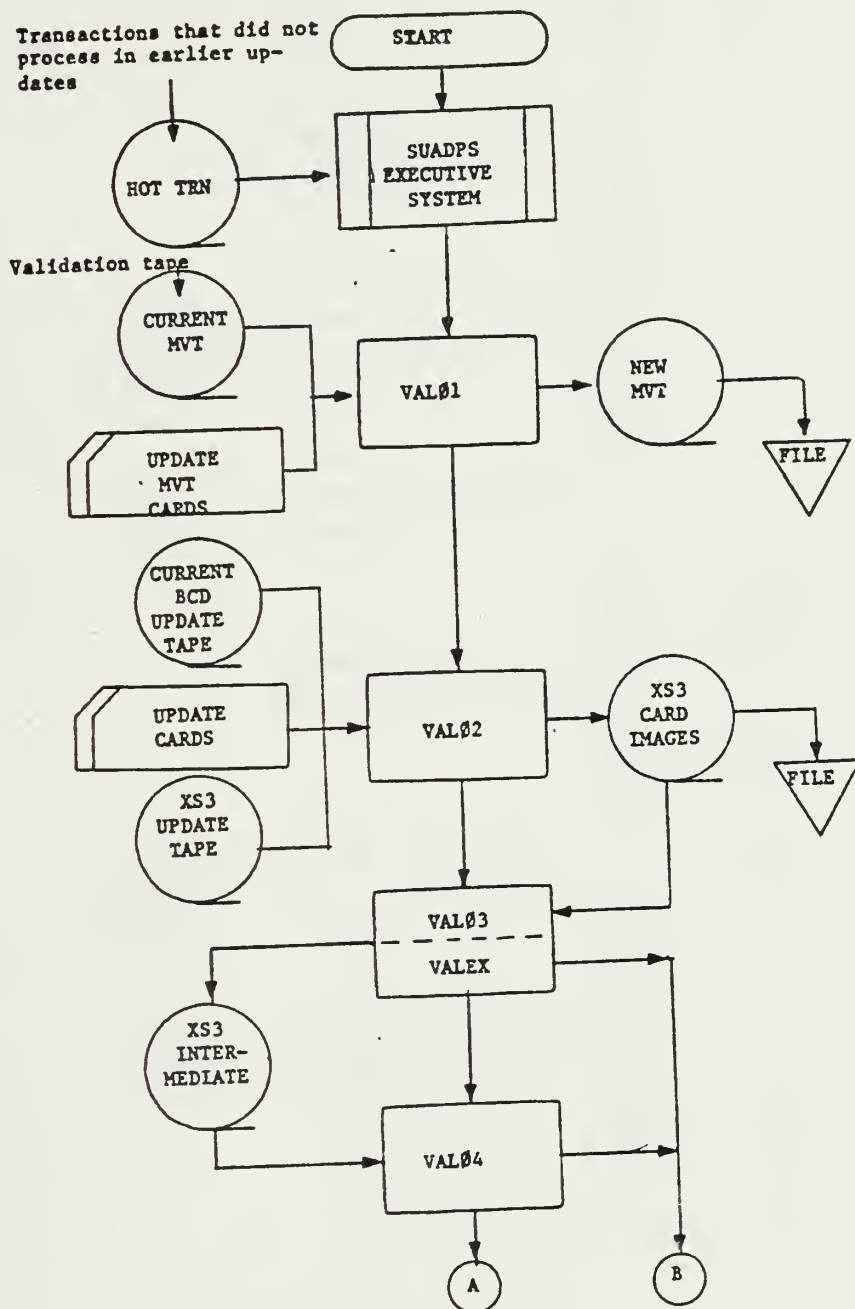 Transactions that did not
process in earlier up-
dates
START
HOT TRN
SUADPS
EXECUTIVE
SYSTEM
Validation tape
CURRENT
MVT
VALØ1
NEW
MVT
FILE
UPDATE
MVT
CARDS
CURRENT
BCD
UPDATE
TAPE
UPDATE
CARDS
VALØ2
XS3
CARD
IMAGES
FILE
XS3
UPDATE
TAPE
VALØ3
VALEX
XS3
INTER-
MEDIATE
VALØ4
A
B